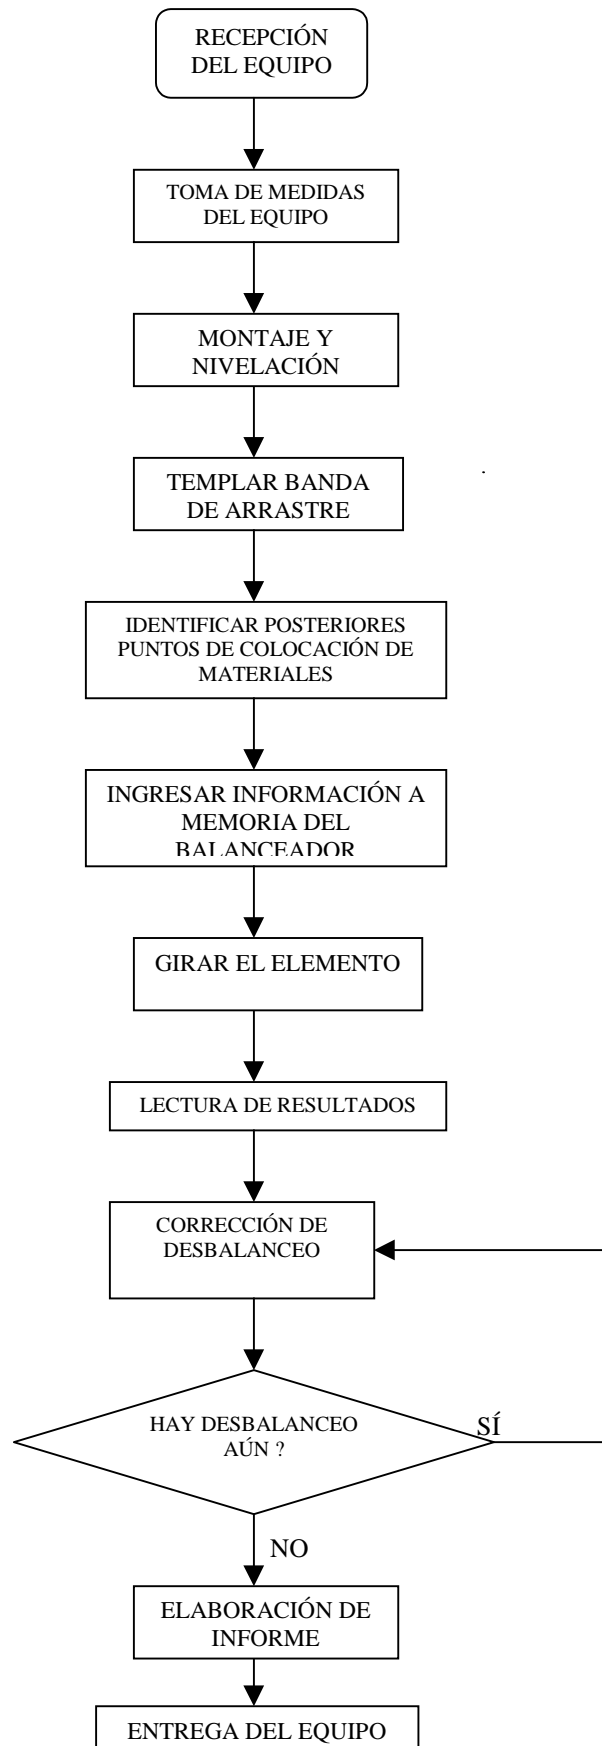 RECEPCIÓN
DEL EQUIPO
TOMA DE MEDIDAS
DEL EQUIPO
MONTAJE Y
NIVELACIÓN
TEMPLAR BANDA
DE ARRASTRE
IDENTIFICAR POSTERIORES
PUNTOS DE COLOCACIÓN DE
MATERIALES
INGRESAR INFORMACIÓN A
MEMORIA DEL
BALANCEADOR
GIRAR EL ELEMENTO
LECTURA DE RESULTADOS
CORRECCIÓN DE
DESBALANCEO
HAY DESBALANCEO
AÚN ?
SÍ
NO
ELABORACIÓN DE
INFORME
ENTREGA DEL EQUIPO